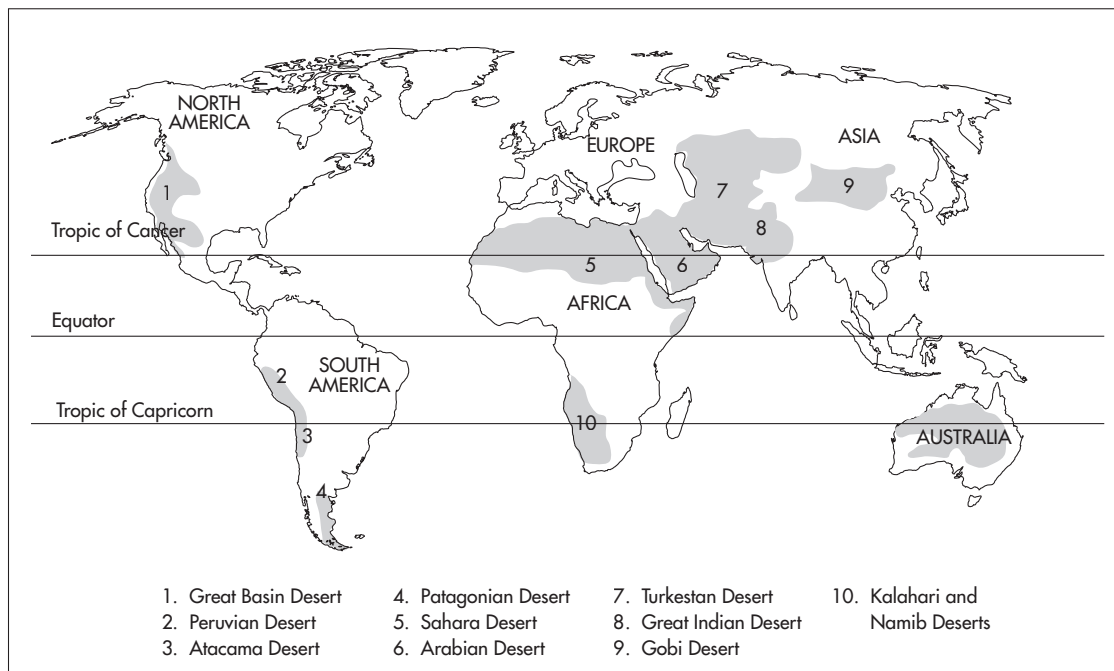 NORTH
AMERICA
EUROPE
ASIA
1
7
9
Tropic of Cancer
8
5
6
AFRICA
Equator
SOUTH
AMERICA
2
Tropic of Capricorn
10
3
AUSTRALIA
4
1. Great Basin Desert
2. Peruvian Desert
3. Atacama Desert
4. Patagonian Desert
5. Sahara Desert
6. Arabian Desert
7. Turkestan Desert
8. Great Indian Desert
9. Gobi Desert
10. Kalahari and
Namib Deserts